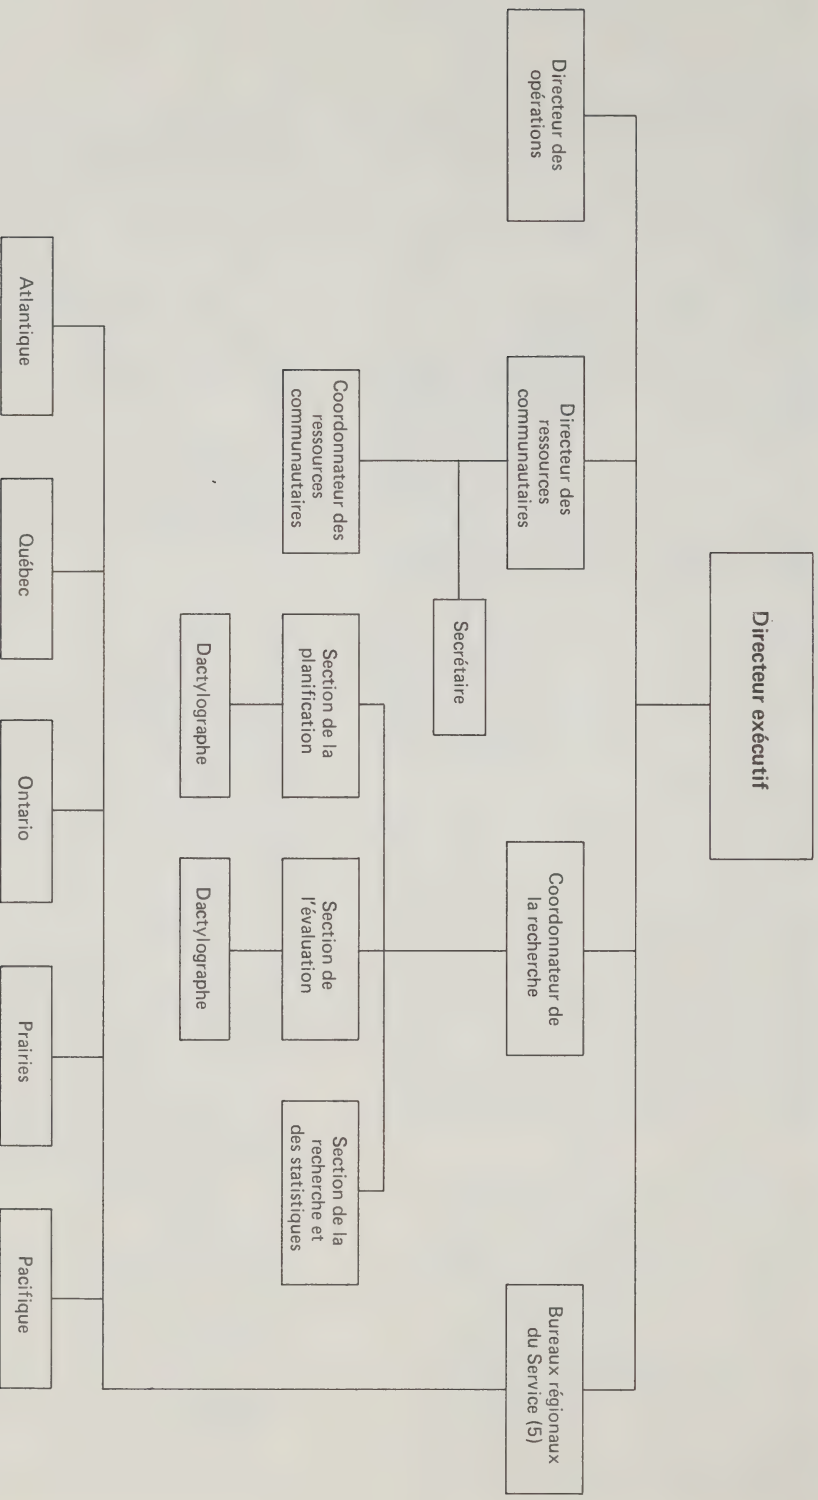 Directeur exécutif
Directeur des
opérations
Directeur des
ressources
communautaires
Coordonnateur de
la recherche
Bureaux régionaux
du Service (5)
Secrétaire
Coordonnateur des
ressources
communautaires
Section de la
planification
Section de
l'évaluation
Section de la
recherche et
des statistiques
Dactylographe
Dactylographe
Atlantique
Québec
Ontario
Prairies
Pacifique